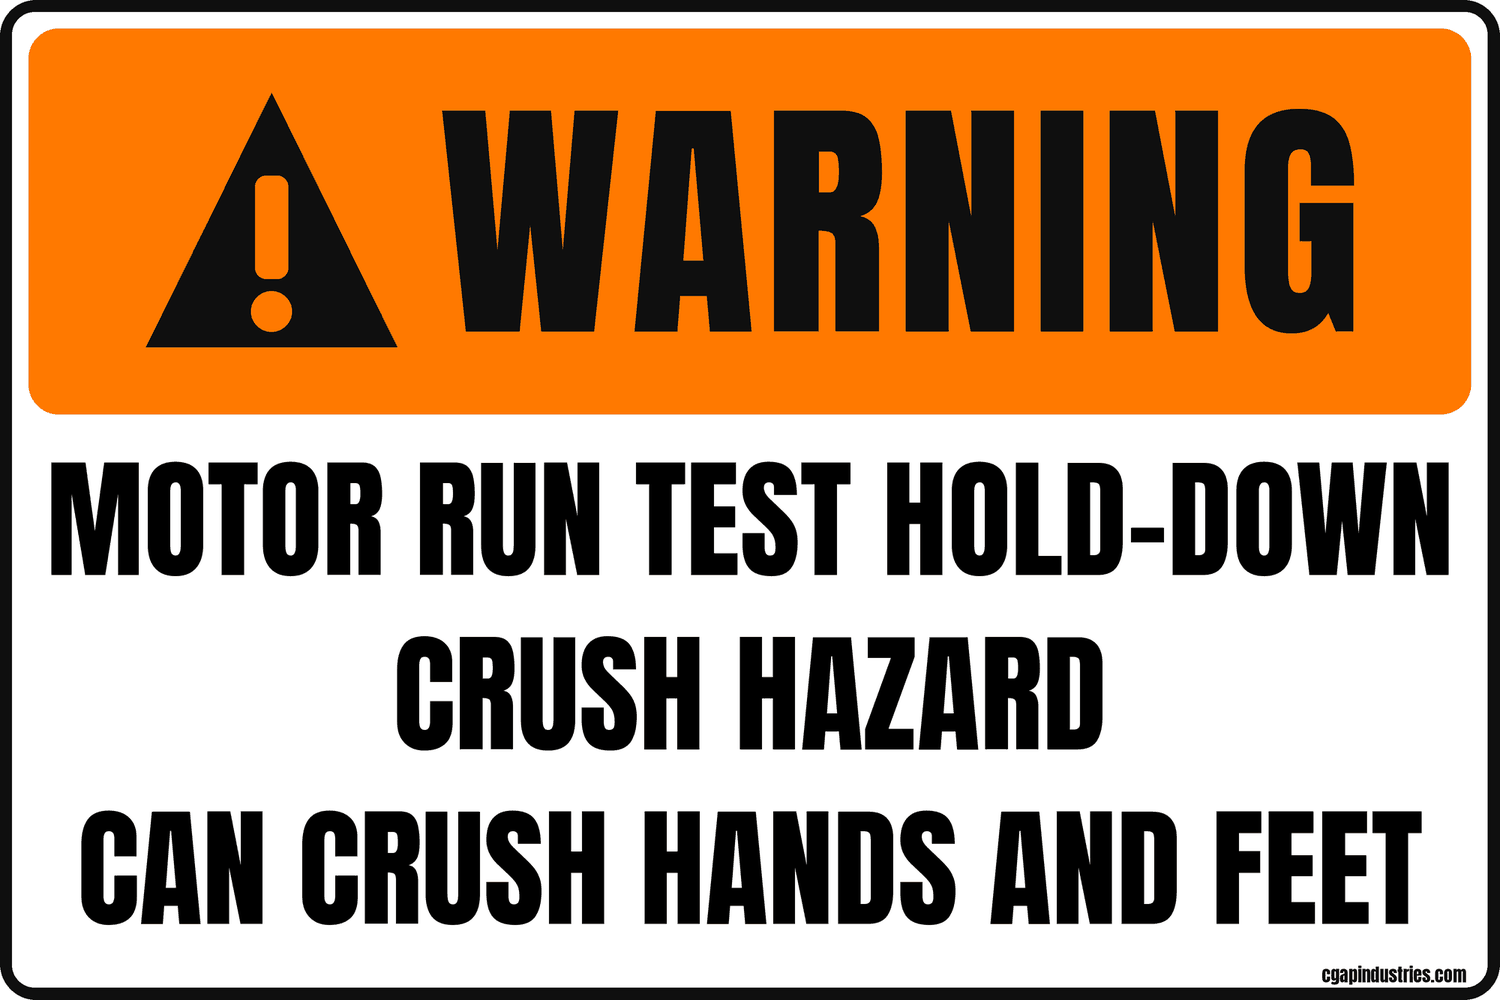 WARNING
MOTOR RUN TEST HOLD-DOWN
CRUSH HAZARD
CAN CRUSH HANDS AND FEET
cgapindustries.com